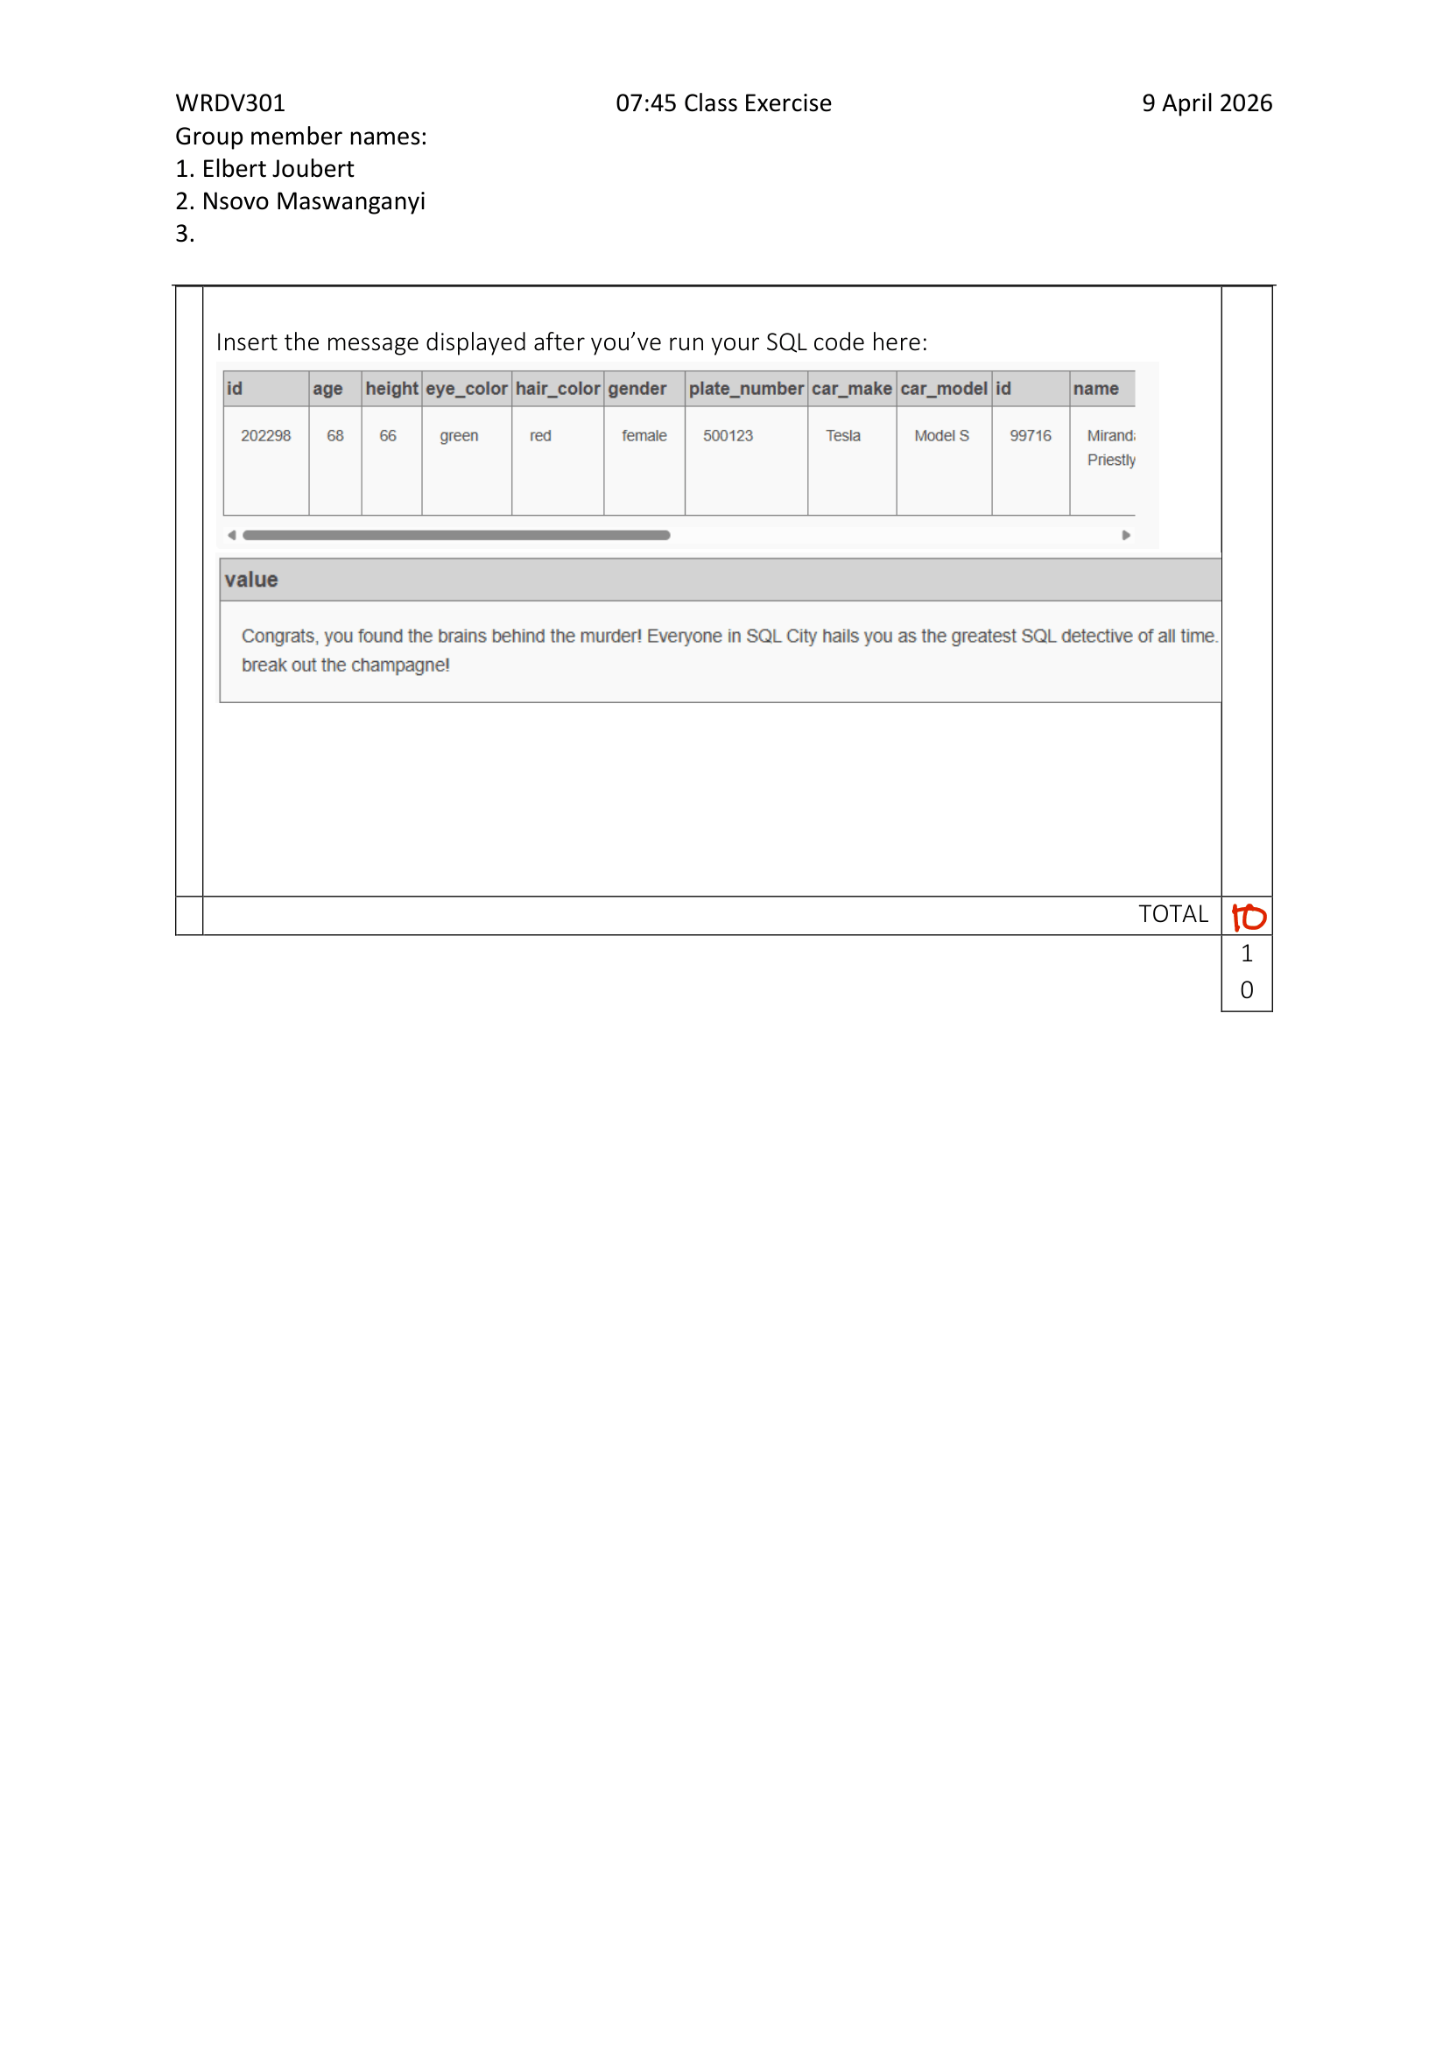 WRDV301 07:45 Class Exercise 9 April 2026
Group member names:
1. Elbert Joubert
2. Nsovo Maswanganyi
3.
Insert the message displayed after you’ve run your SQL code here:
id age height eye_color hair_color gender plate_number car_make car_model id name
202298 68 66 green red female 500123 Tesla Model S 99716 Mirand
Priestly
value
Congrats, you found the brains behind the murder! Everyone in SQL City hails you as the greatest SQL detective of all time.
break out the champagne!
TOTAL 10
1
0